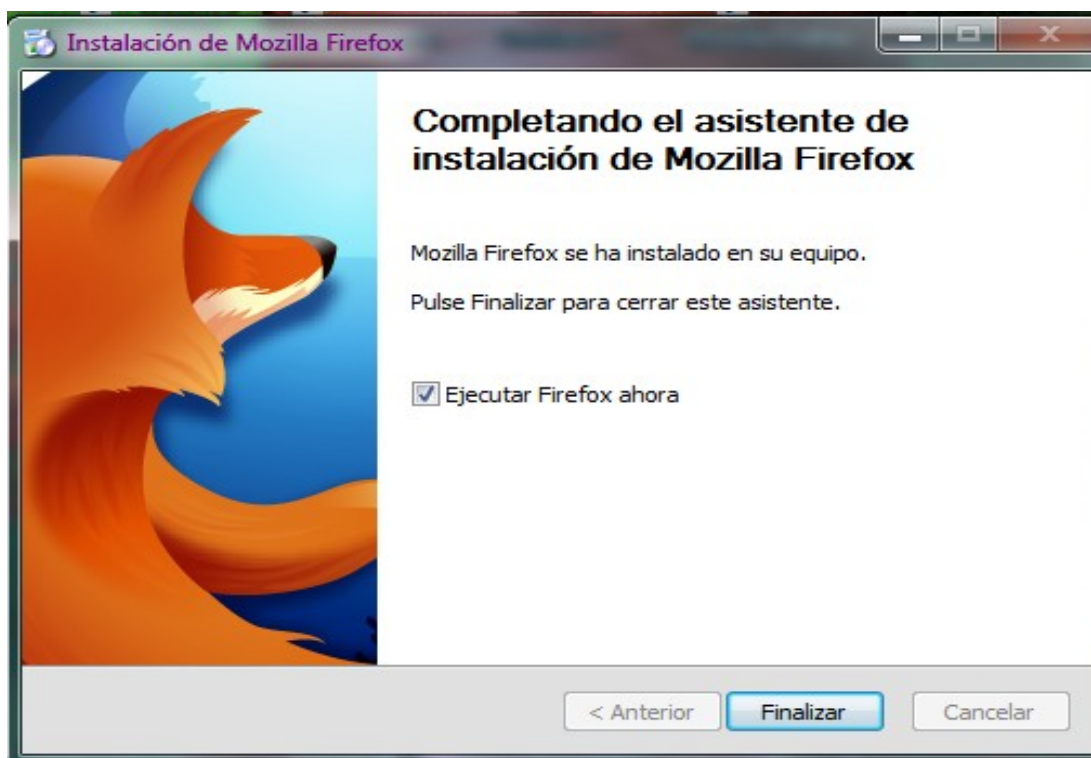 Instalación de Mozilla Firefox
Completando el asistente de
instalación de Mozilla Firefox
Mozilla Firefox se ha instalado en su equipo.
Pulse Finalizar para cerrar este asistente.
Ejecutar Firefox ahora
< Anterior Finalizar Cancelar